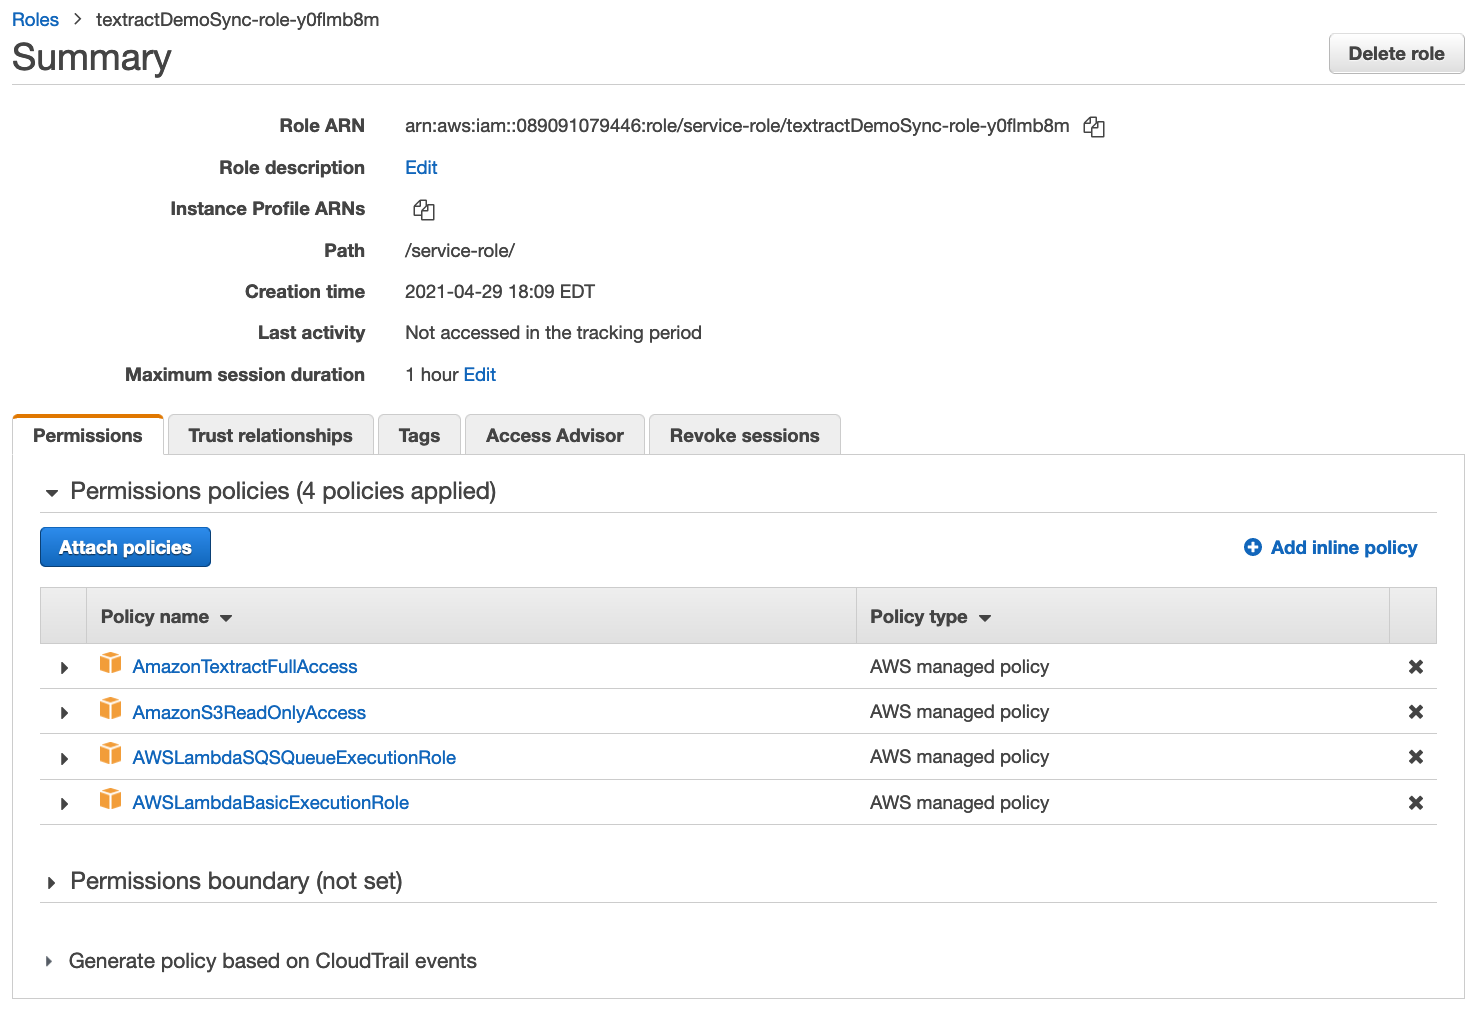 Roles > textractDemoSync-role-y0flmb8m
Summary
Delete role
Role ARN arn:aws:iam::089091079446:role/service-role/textractDemoSync-role-y0flmb8m
Role description Edit
Instance Profile ARNs
Path /service-role/
Creation time 2021-04-29 18:09 EDT
Last activity Not accessed in the tracking period
Maximum session duration 1 hour Edit
Permissions Trust relationships Tags Access Advisor Revoke sessions
Permissions policies (4 policies applied)
Attach policies Add inline policy
Policy name Policy type
AmazonTextractFullAccess AWS managed policy
AmazonS3ReadOnlyAccess AWS managed policy
AWSLambdaSQSQueueExecutionRole AWS managed policy
AWSLambdaBasicExecutionRole AWS managed policy
Permissions boundary (not set)
Generate policy based on CloudTrail events